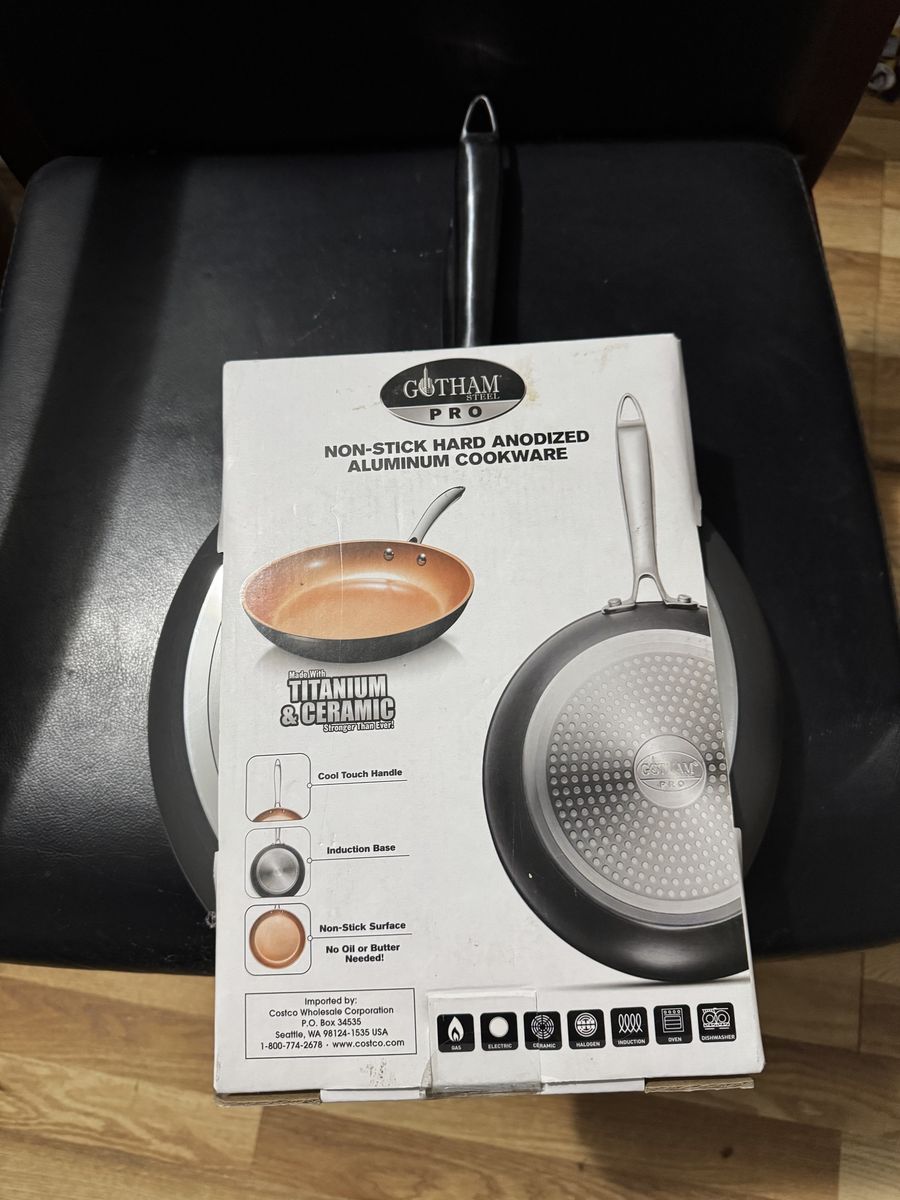 GOTHAM
STEEL
PRO
NON-STICK HARD ANODIZED
ALUMINUM COOKWARE
Made With
TITANIUM
& CERAMIC
Stronger Than Ever!
Cool Touch Handle
Induction Base
Non-Stick Surface
No Oil or Butter
Needed!
GOTHAM
PRO
Imported by:
Costco Wholesale Corporation
P.O. Box 34535
Seattle, WA 98124-1535 USA
1-800-774-2678 • www.costco.com
GAS ELECTRIC CERAMIC HALOGEN INDUCTION OVEN DISHWASHER